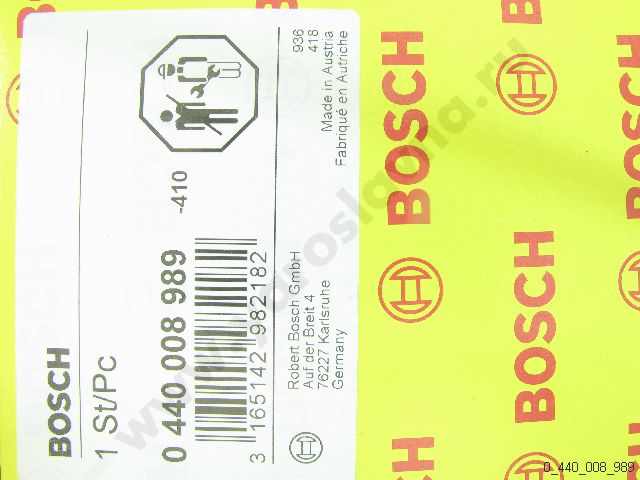 BOSCH
1 St/Pc
0 440 008 989
-410
3 165142 982182
Robert Bosch GmbH
Auf der Breit 4
76227 Karlsruhe
Germany
936
418
Made in Austria
Fabriqué en Autriche
BOSCH
BOSCH
BOSCH
0_440_008_989